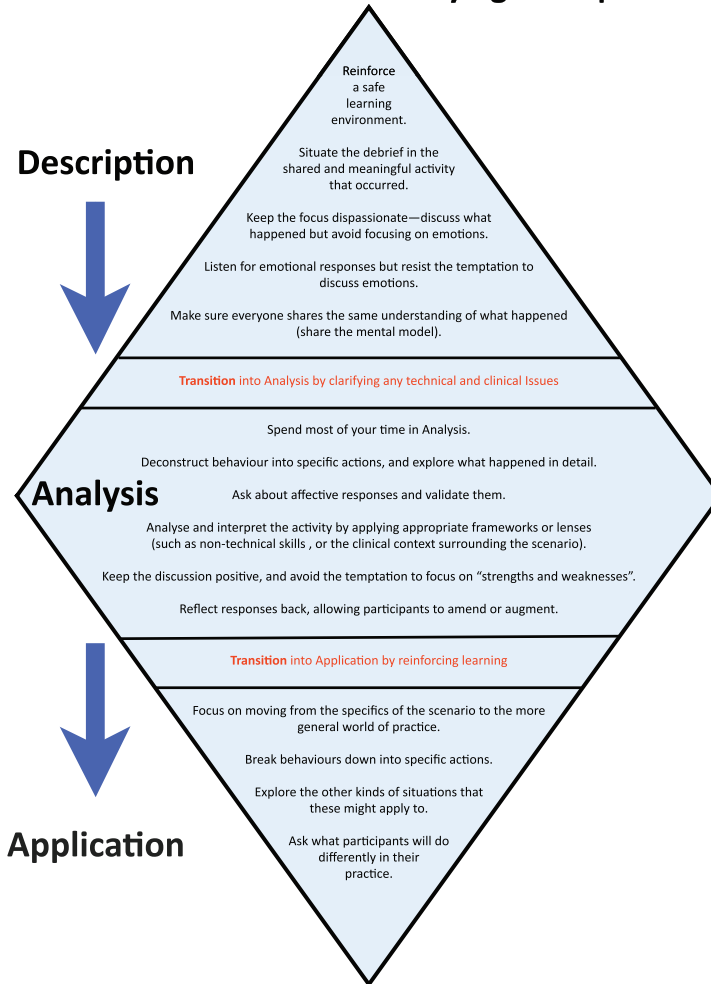 Reinforce
a safe
learning
environment.
Description
Situate the debrief in the
shared and meaningful activity
that occurred.
Keep the focus dispassionate—discuss what
happened but avoid focusing on emotions.
Listen for emotional responses but resist the temptation to
discuss emotions.
Make sure everyone shares the same understanding of what happened
(share the mental model).
Transition into Analysis by clarifying any technical and clinical Issues
Spend most of your time in Analysis.
Deconstruct behaviour into specific actions, and explore what happened in detail.
Analysis
Ask about affective responses and validate them.
Analyse and interpret the activity by applying appropriate frameworks or lenses
(such as non-technical skills , or the clinical context surrounding the scenario).
Keep the discussion positive, and avoid the temptation to focus on “strengths and weaknesses”.
Reflect responses back, allowing participants to amend or augment.
Transition into Application by reinforcing learning
Focus on moving from the specifics of the scenario to the more
general world of practice.
Break behaviours down into specific actions.
Explore the other kinds of situations that
these might apply to.
Application
Ask what participants will do
differently in their
practice.